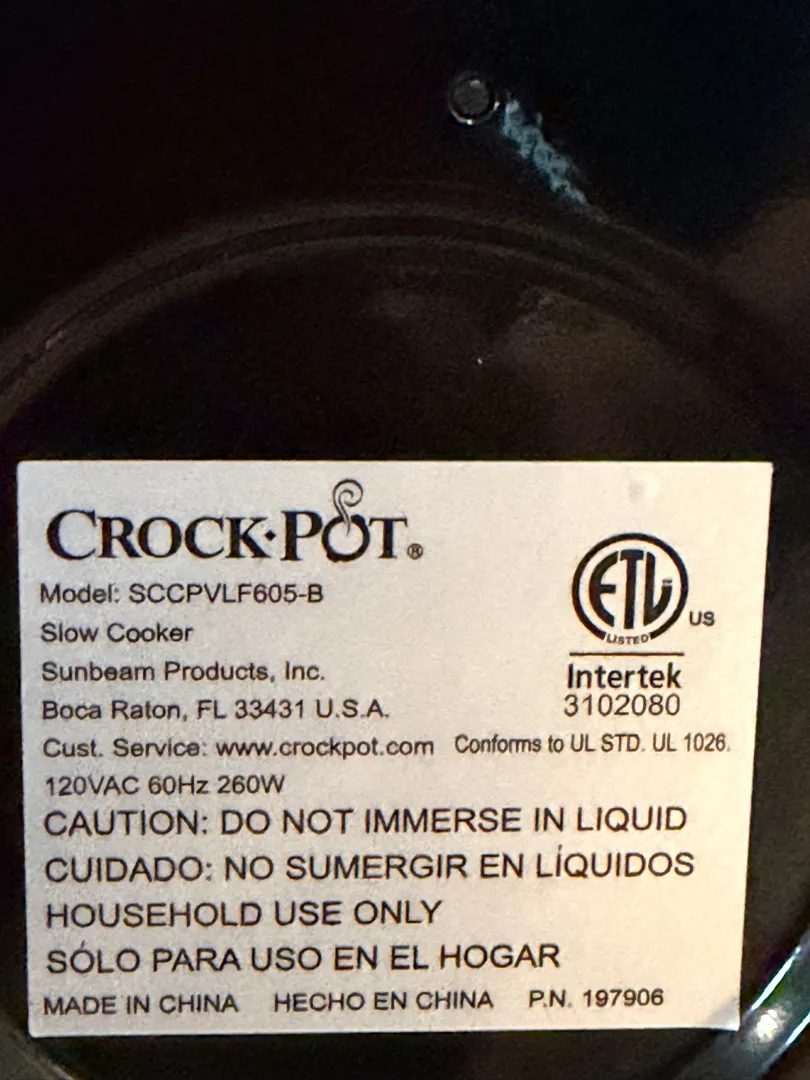 CROCK•POT®
Model: SCCPVLF605-B
Slow Cooker
Sunbeam Products, Inc.
Boca Raton, FL 33431 U.S.A.
Cust. Service: www.crockpot.com
120VAC 60Hz 260W
ETL
LISTED
US
Intertek
3102080
Conforms to UL STD. UL 1026.
CAUTION: DO NOT IMMERSE IN LIQUID
CUIDADO: NO SUMERGIR EN LÍQUIDOS
HOUSEHOLD USE ONLY
SÓLO PARA USO EN EL HOGAR
MADE IN CHINA HECHO EN CHINA P.N. 197906